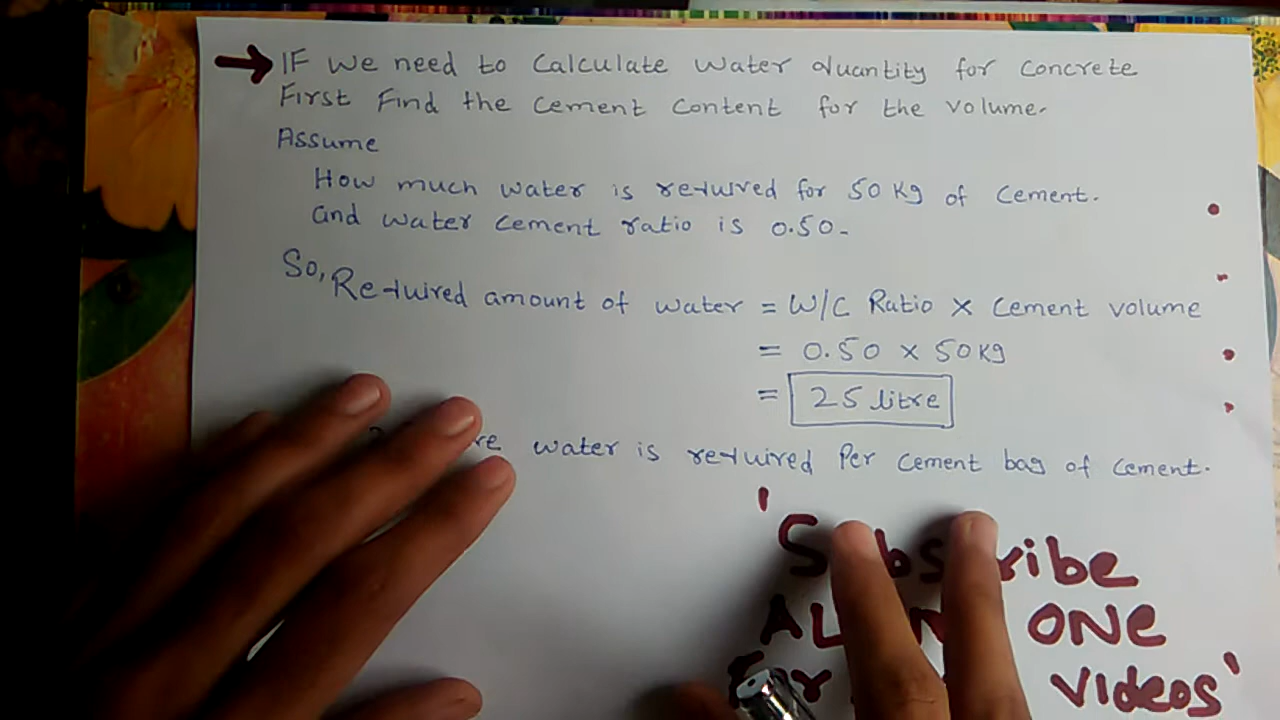 IF we need to calculate water quantity for concrete
First Find the cement content for the volume.
Assume
How much water is required for 50 Kg of cement.
and water cement ratio is 0.50.
So, Required amount of water = W/C Ratio × cement volume
= 0.50 × 50 Kg
= 25 litre
water is required Per cement bag of cement.
'Subscribe
ALL ONE
For Videos'